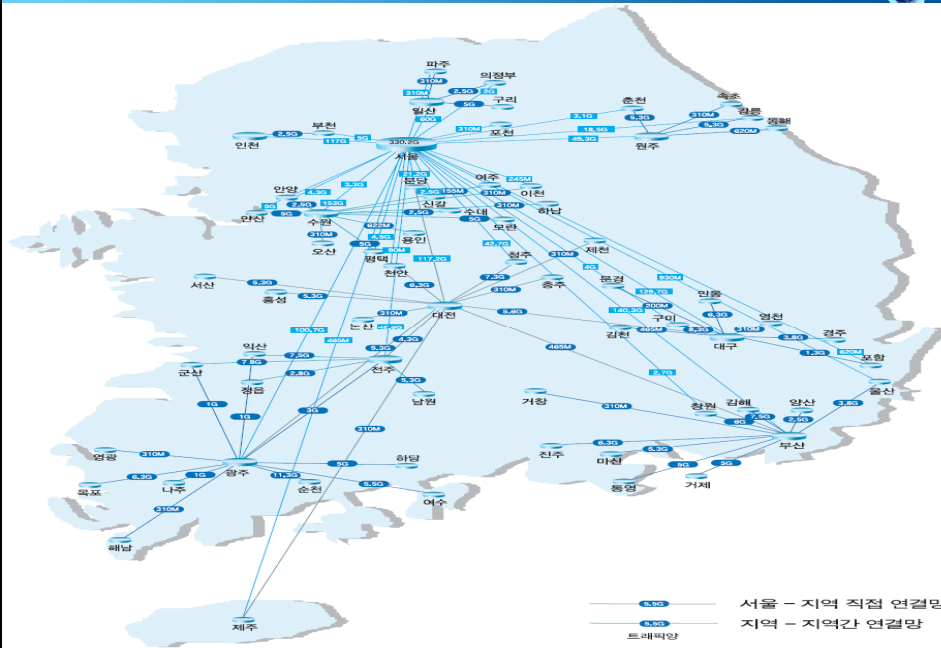 파주
310M
의정부
310M
2,5G
2G
구리
일산
5G
60G
춘천
속초
3.1G
5,3G
310M
강릉
5,3G
동해
포천
310M
18,5G
49,3G
620M
원주
부천
2,5G
인천
5G
117G
330.2G
서울
21,2G
분당
여주
245M
이천
안양
4,3G
3,3G
2,5G
155M
310M
5G
2,5G
153G
신갈
310M
하남
안산
5G
수원
2,5G
수내
5G
모란
310M
622M
4,5G
용인
오산
5G
42,7G
310M
제천
평택
117,2G
청주
4G
930M
천안
서산
5,3G
7,3G
충주
문경
홍성
5,3G
6,3G
310M
안동
대전
200M
140,3G
5,8G
6,3G
영천
논산
310M
구미
김천
465M
8,3G
310M
3,8G
경주
대구
100,7G
465M
4,3G
465M
1,3G
620M
포항
익산
7,5G
5,3G
군산
전주
2,7G
정읍
2,8G
5,3G
남원
울산
거창
310M
창원
김해
7,5G
양산
2,5G
3,8G
1G
1G
3G
310M
6G
부산
영광
310M
광주
5G
하당
진주
6,3G
마산
5,3G
목포
6,3G
나주
1G
11,3G
순천
5,5G
여수
통영
5G
5G
거제
310M
해남
제주
5,5G
서울 – 지역 직접 연결망
5,5G
지역 – 지역간 연결망
트래픽양